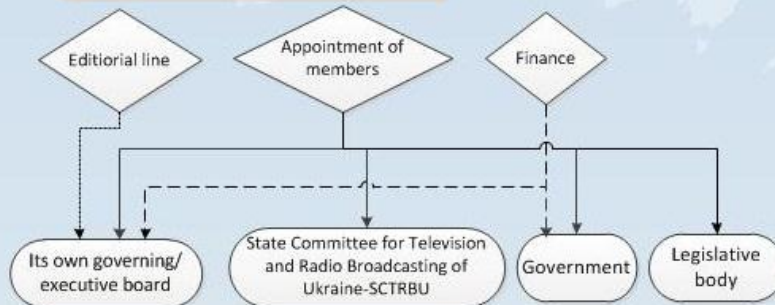 Editorial line
Appointment of
members
Finance
Its own governing/
executive board
State Committee for Television
and Radio Broadcasting of
Ukraine-SCTRBU
Government
Legislative
body